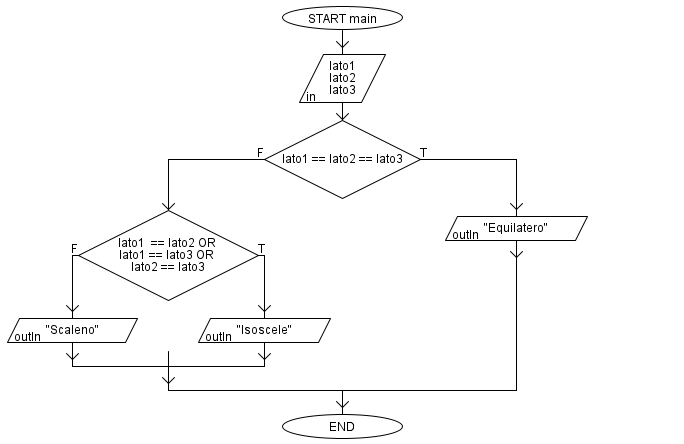 START main
lato1
lato2
lato3
in
F
lato1 == lato2 == lato3
T
"Equilatero"
outln
F
lato1 == lato2 OR
lato1 == lato3 OR
lato2 == lato3
T
"Scaleno"
outln
"Isoscele"
outln
END